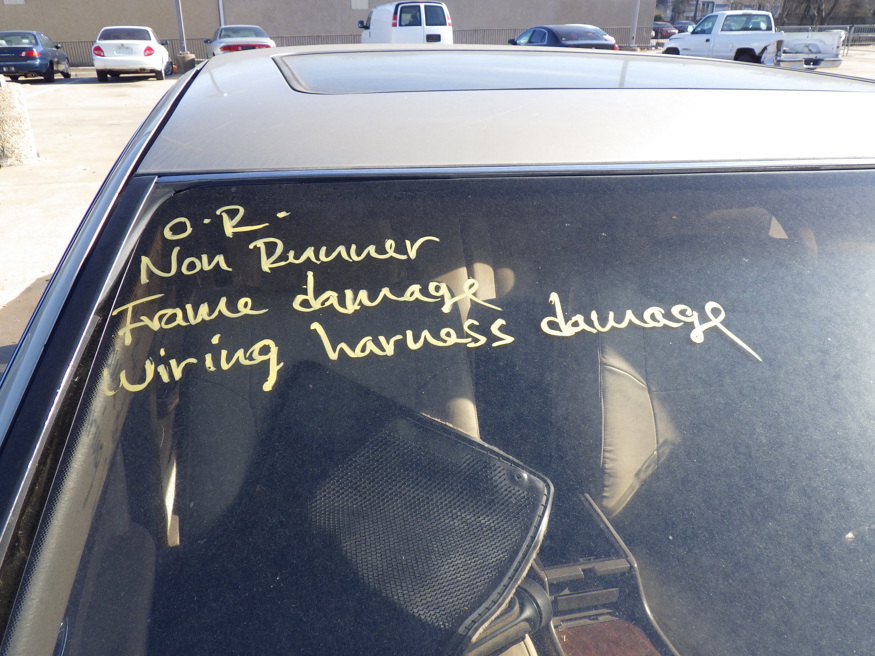 O.R.
Non Runner
Frame damage
Wiring harness damage